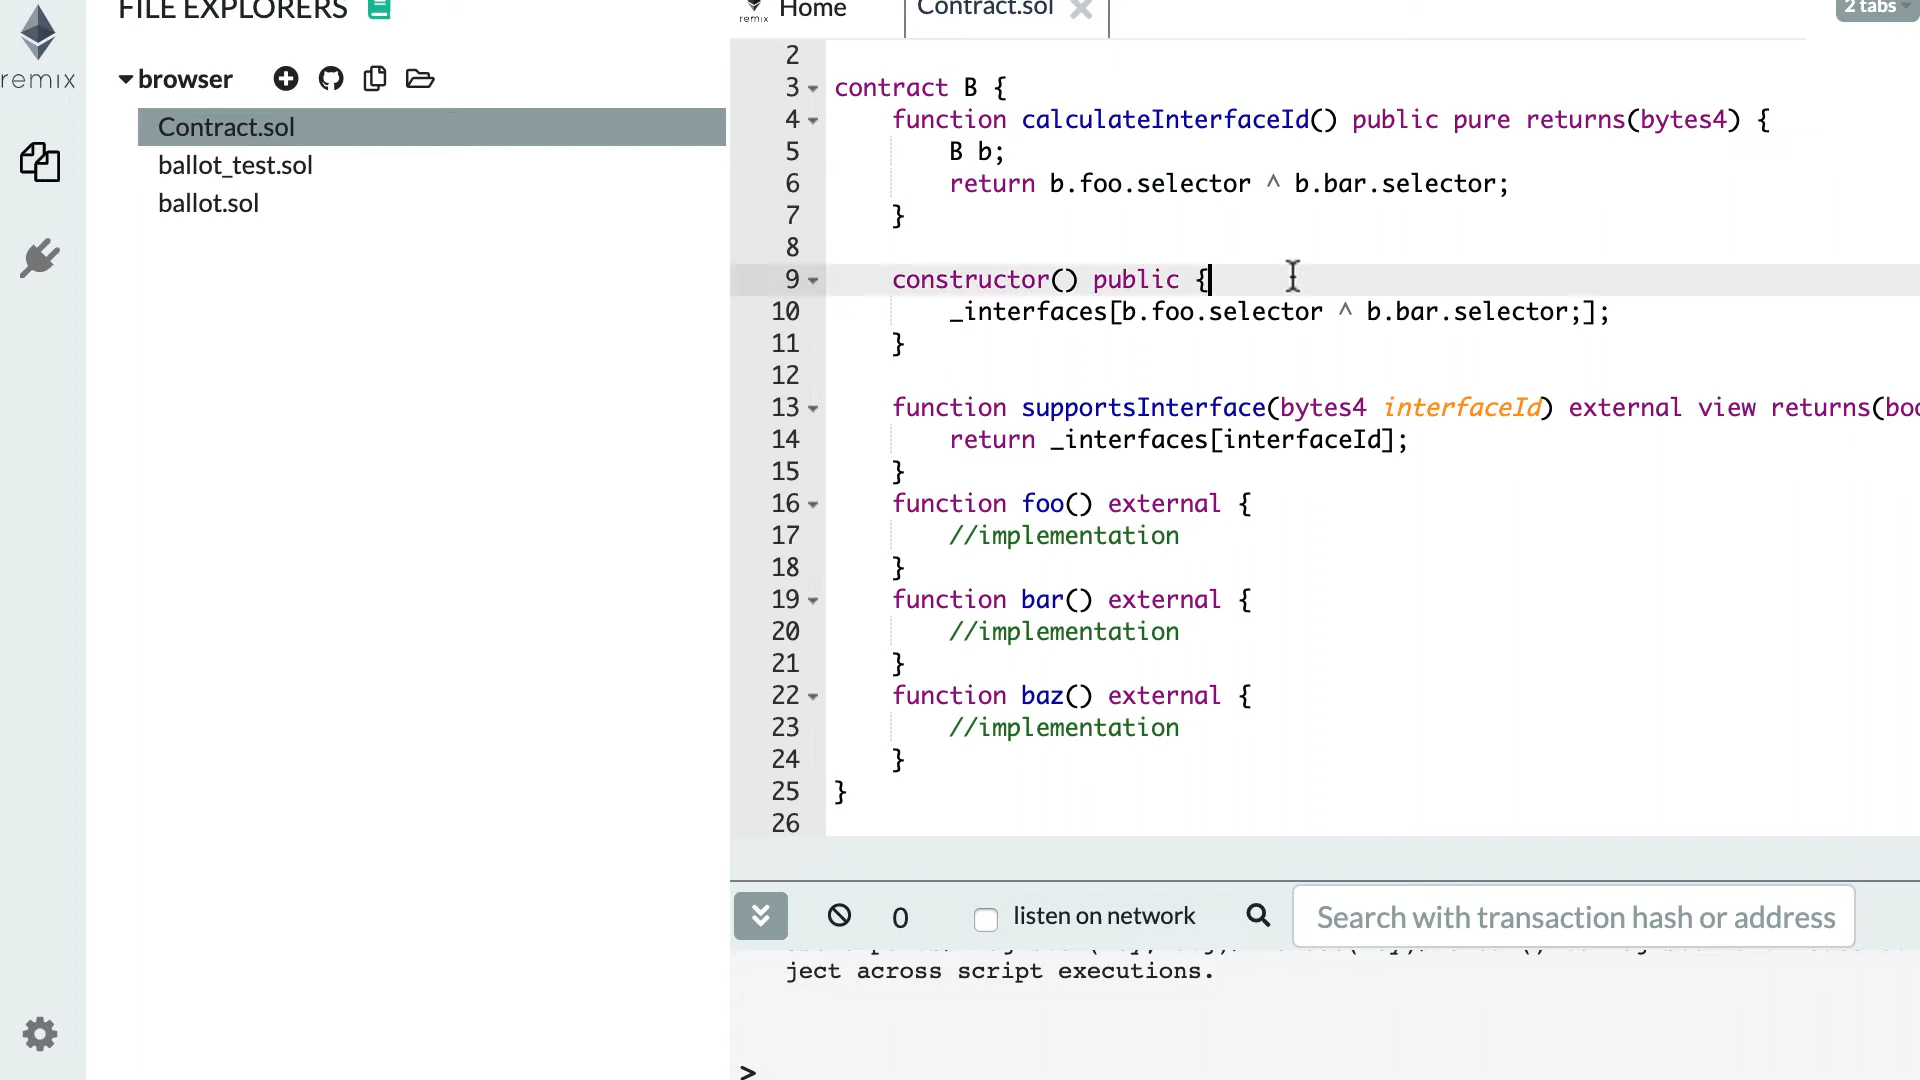 FILE EXPLORERS
remix
browser
Contract.sol
ballot_test.sol
ballot.sol
remix
Home
Contract.sol
2 tabs
2
3 contract B {
4 function calculateInterfaceId() public pure returns(bytes4) {
5 B b;
6 return b.foo.selector ^ b.bar.selector;
7 }
8
9 constructor() public {
10 _interfaces[b.foo.selector ^ b.bar.selector;];
11 }
12
13 function supportsInterface(bytes4 interfaceId) external view returns(boo
14 return _interfaces[interfaceId];
15 }
16 function foo() external {
17 //implementation
18 }
19 function bar() external {
20 //implementation
21 }
22 function baz() external {
23 //implementation
24 }
25 }
26
0
listen on network
Search with transaction hash or address
ject across script executions.
>